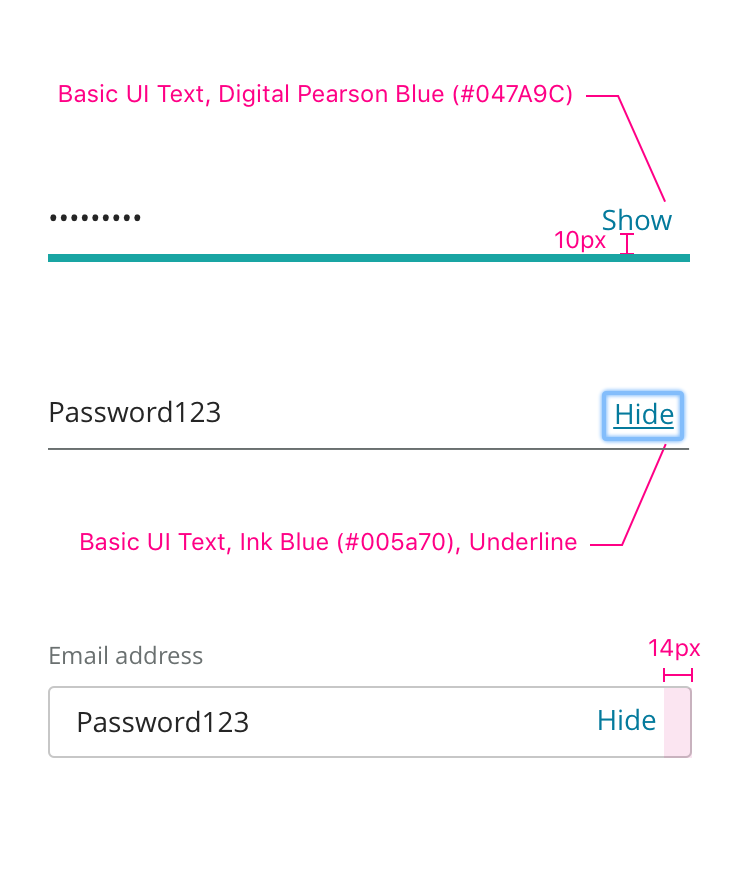 Basic UI Text, Digital Pearson Blue (#047A9C)
••••••••• Show
10px
Password123 Hide
Basic UI Text, Ink Blue (#005a70), Underline
14px
Email address
Password123 Hide